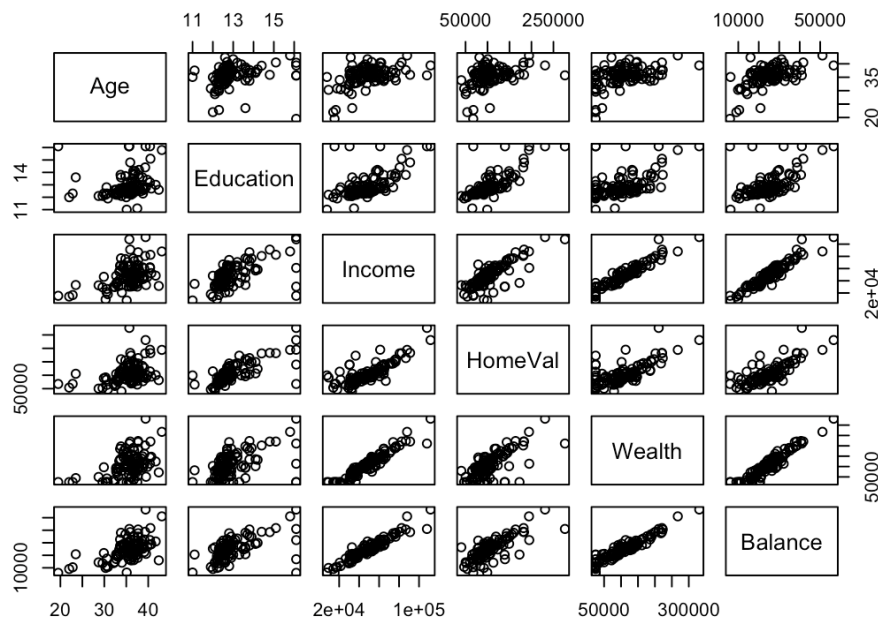 11 13 15 50000 250000 10000 50000
Age 20 35
11 14 Education
Income 2e+04
50000 HomeVal
Wealth 50000
10000 Balance
20 30 40 2e+04 1e+05 50000 300000